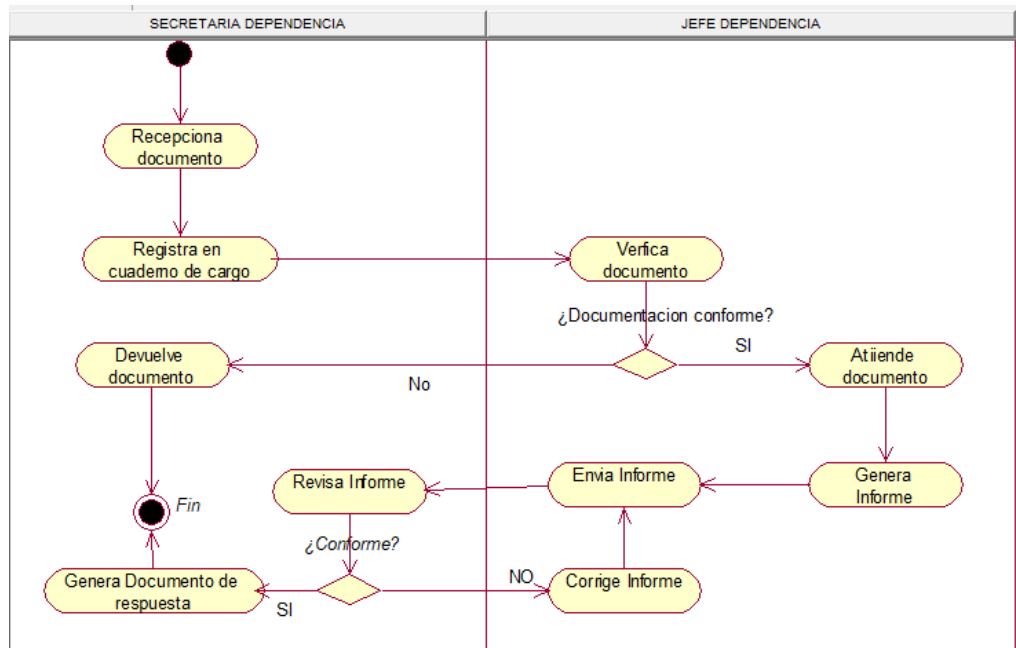 SECRETARIA DEPENDENCIA
JEFE DEPENDENCIA
Recepciona
documento
Registra en
cuaderno de cargo
Verfica
documento
¿Documentacion conforme?
SI
No
Devuelve
documento
Atiiende
documento
Genera
Informe
Envia Informe
Revisa Informe
Fin
¿Conforme?
NO
SI
Corrige Informe
Genera Documento de
respuesta